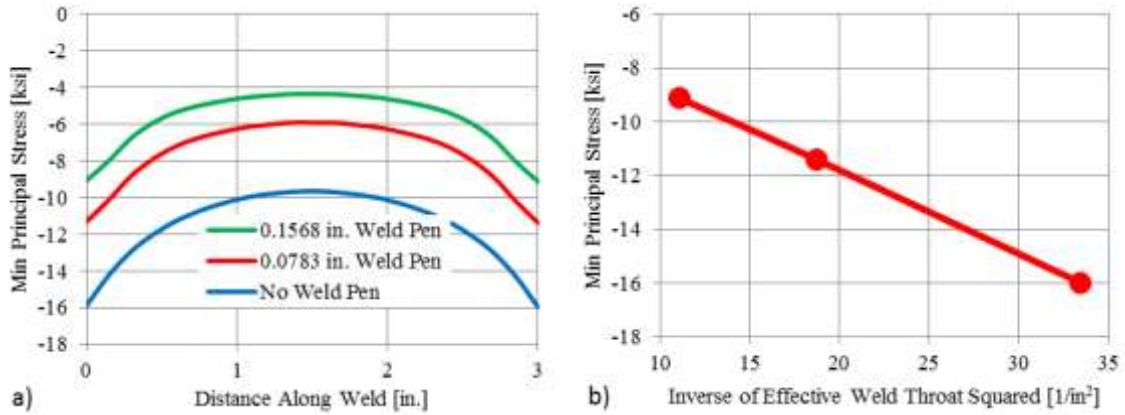 0
-2
-4
-6
-8
-10
-12
-14
-16
-18
Min Principal Stress [ksi]
0.1568 in. Weld Pen
0.0783 in. Weld Pen
No Weld Pen
0 1 2 3
Distance Along Weld [in.]
a)
-6
-8
-10
-12
-14
-16
-18
Min Principal Stress [ksi]
10 15 20 25 30 35
Inverse of Effective Weld Throat Squared [1/in²]
b)